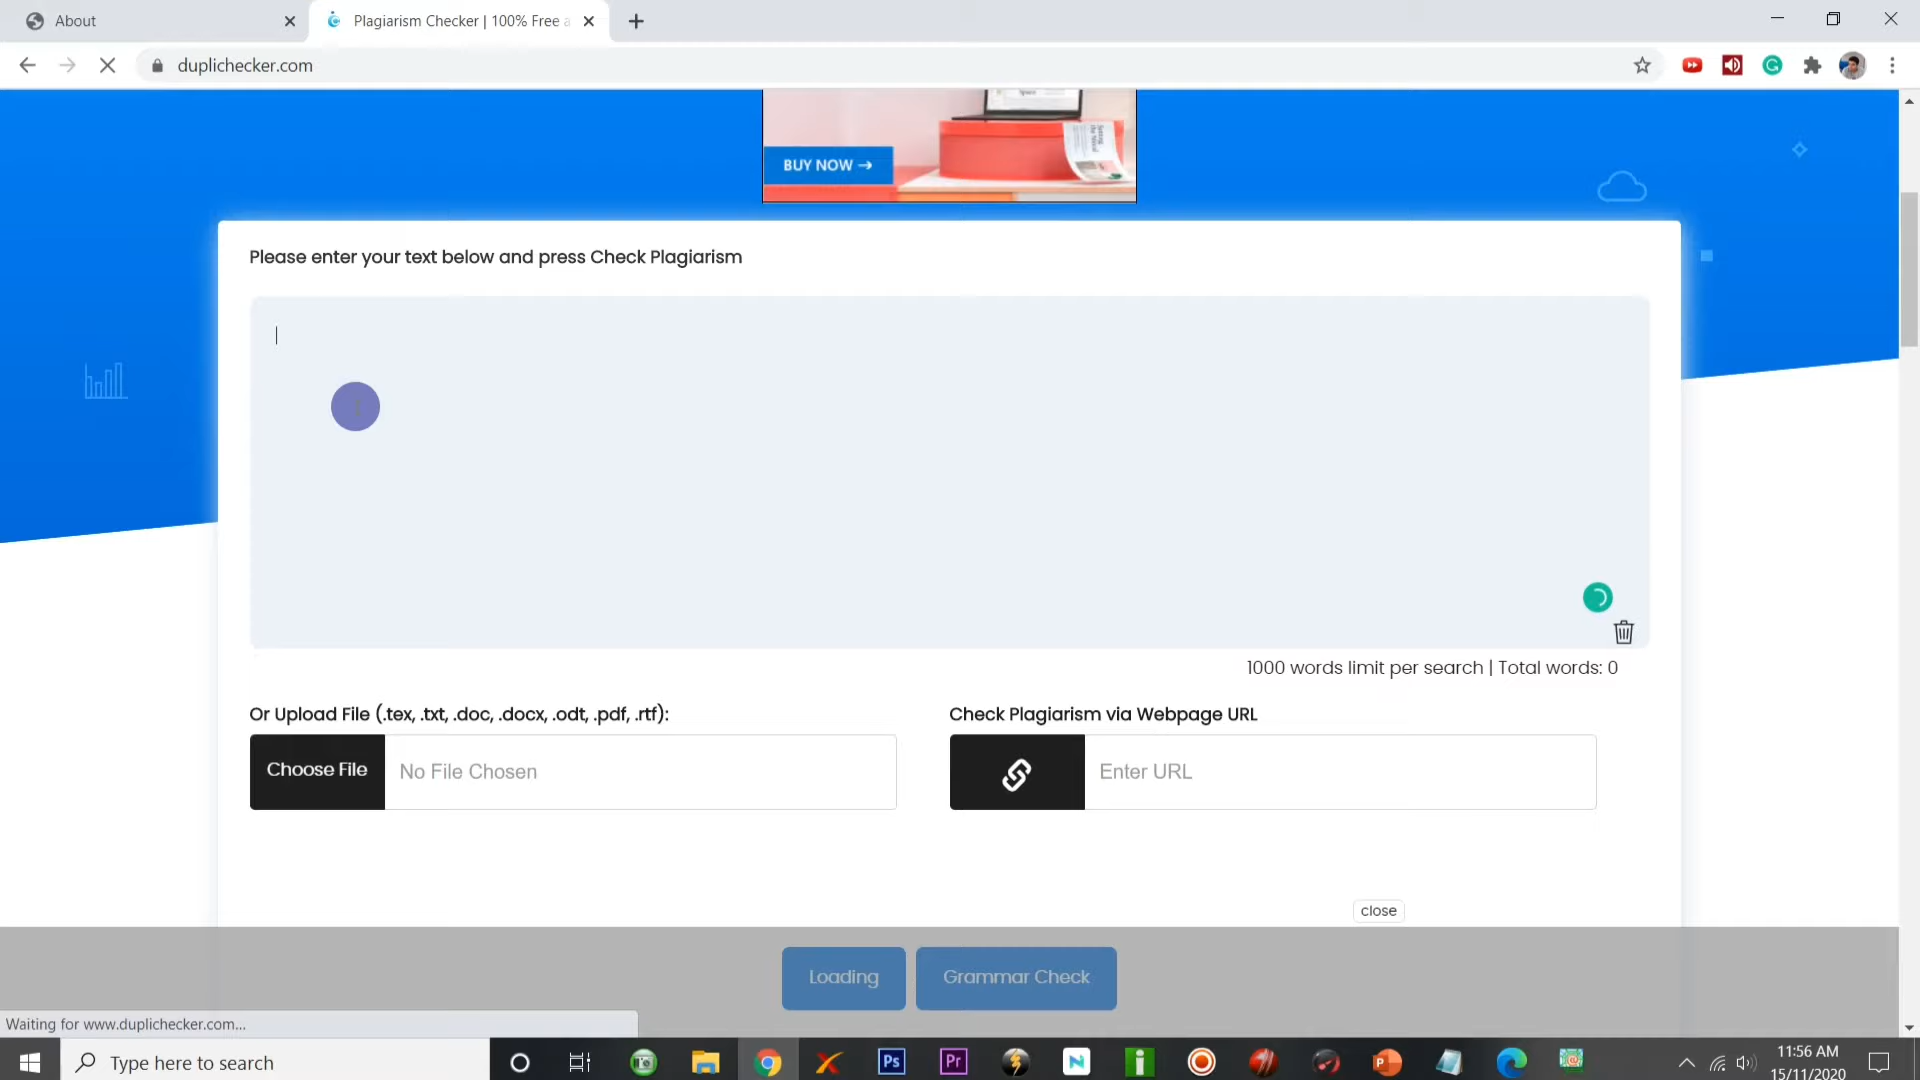 About
Plagiarism Checker | 100% Free a
duplichecker.com
BUY NOW →
Please enter your text below and press Check Plagiarism
1000 words limit per search | Total words: 0
Or Upload File (.tex, .txt, .doc, .docx, .odt, .pdf, .rtf):
Check Plagiarism via Webpage URL
Choose File
No File Chosen
Enter URL
close
Loading
Grammar Check
Waiting for www.duplichecker.com...
Type here to search
Ps
Pr
N
P
11:56 AM
15/11/2020